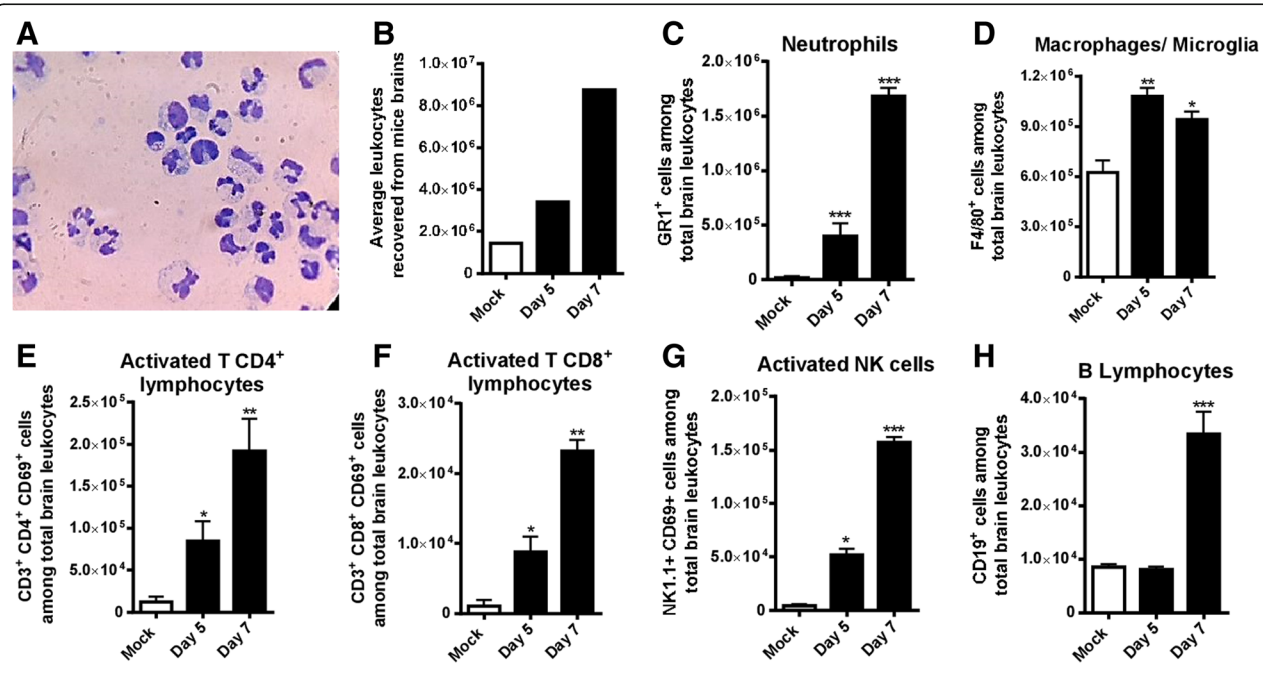 A
B
Average leukocytes
recovered from mice brains
1.0×10⁷
8.0×10⁶
6.0×10⁶
4.0×10⁶
2.0×10⁶
0
Mock
Day 5
Day 7
C
Neutrophils
GR1⁺ cells among
total brain leukocytes
2.0×10⁶
1.5×10⁶
1.0×10⁶
5.0×10⁵
0
***
***
Mock
Day 5
Day 7
D
Macrophages/ Microglia
F4/80⁺ cells among
total brain leukocytes
1.2×10⁶
9.0×10⁵
6.0×10⁵
3.0×10⁵
0
**
*
Mock
Day 5
Day 7
E
Activated T CD4⁺
lymphocytes
CD3⁺ CD4⁺ CD69⁺ cells
among total brain leukocytes
2.5×10⁵
2.0×10⁵
1.5×10⁵
1.0×10⁵
5.0×10⁴
0
*
**
Mock
Day 5
Day 7
F
Activated T CD8⁺
lymphocytes
CD3⁺ CD8⁺ CD69⁺ cells
among total brain leukocytes
3.0×10⁴
2.0×10⁴
1.0×10⁴
0
*
**
Mock
Day 5
Day 7
G
Activated NK cells
NK1.1+ CD69+ cells among
total brain leukocytes
2.0×10⁵
1.5×10⁵
1.0×10⁵
5.0×10⁴
0
*
***
Mock
Day 5
Day 7
H
B Lymphocytes
CD19⁺ cells among
total brain leukocytes
4.0×10⁴
3.0×10⁴
2.0×10⁴
1.0×10⁴
0
***
Mock
Day 5
Day 7